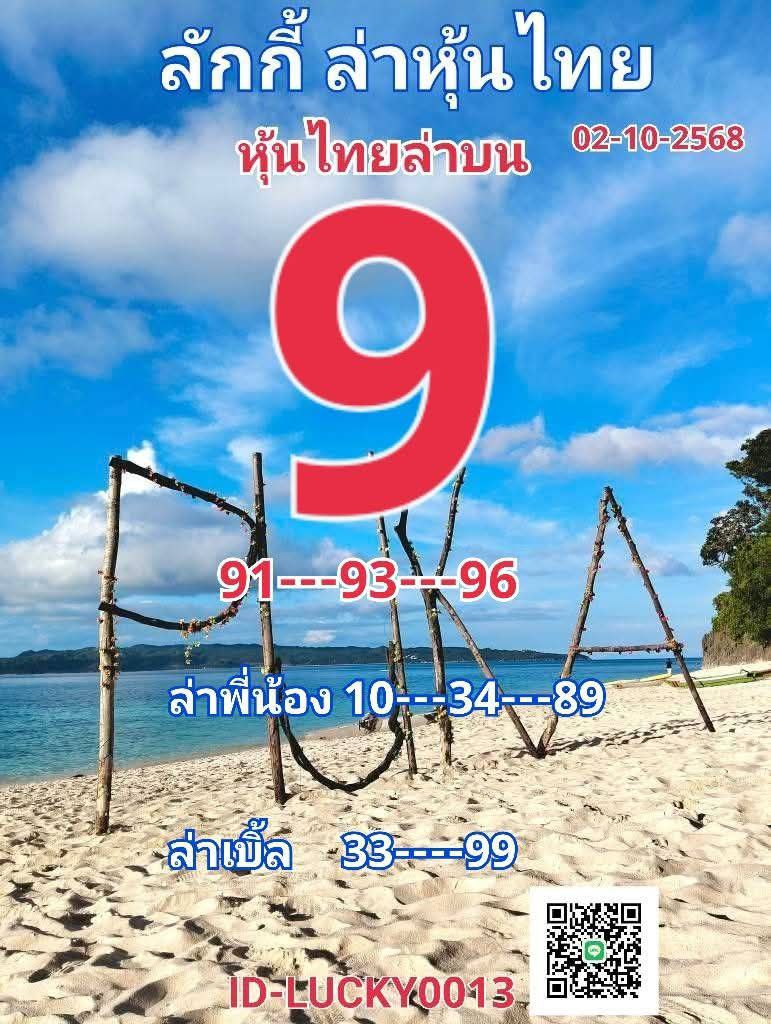 ลักกี้ ล่าหุ้นไทย
หุ้นไทยล่าบน 02-10-2568
9
91---93---96
ล่าพี่น้อง 10---34---89
ล่าเบิ้ล 33----99
ID-LUCKY0013
PUKA